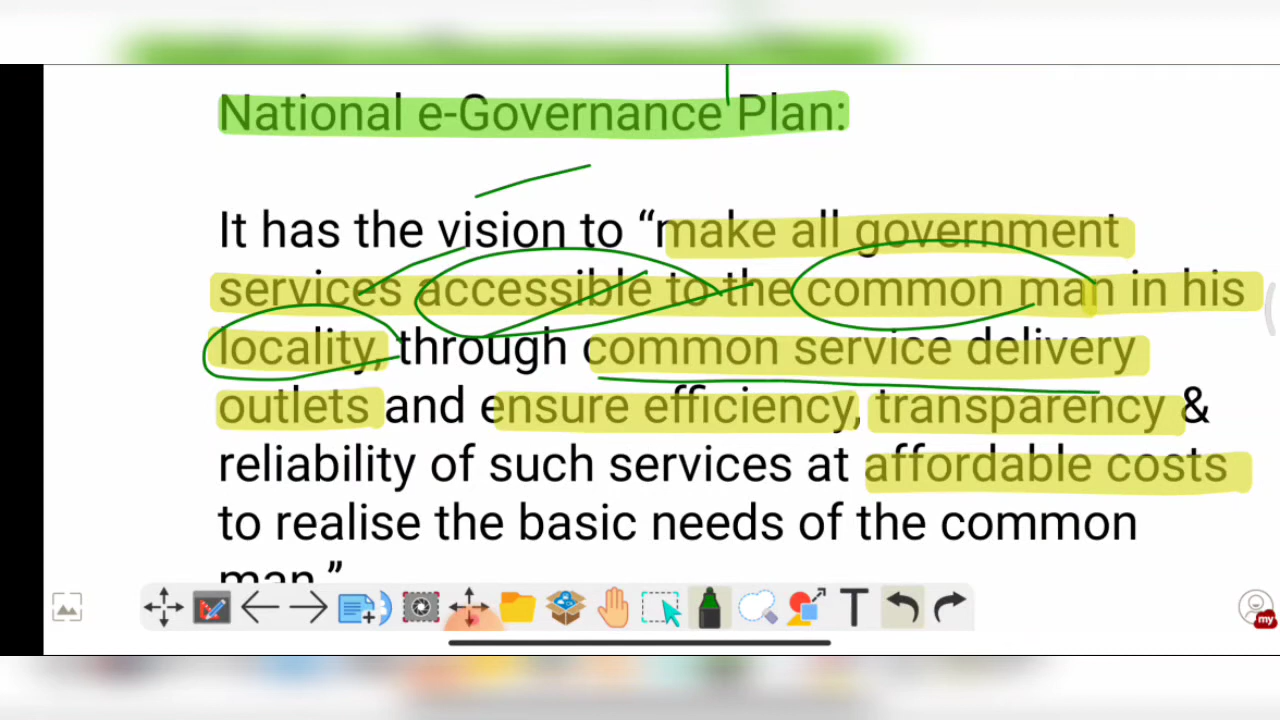 National e-Governance Plan:
It has the vision to “make all government
services accessible to the common man in his
locality, through common service delivery
outlets and ensure efficiency, transparency &
reliability of such services at affordable costs
to realise the basic needs of the common
man.”
T
my